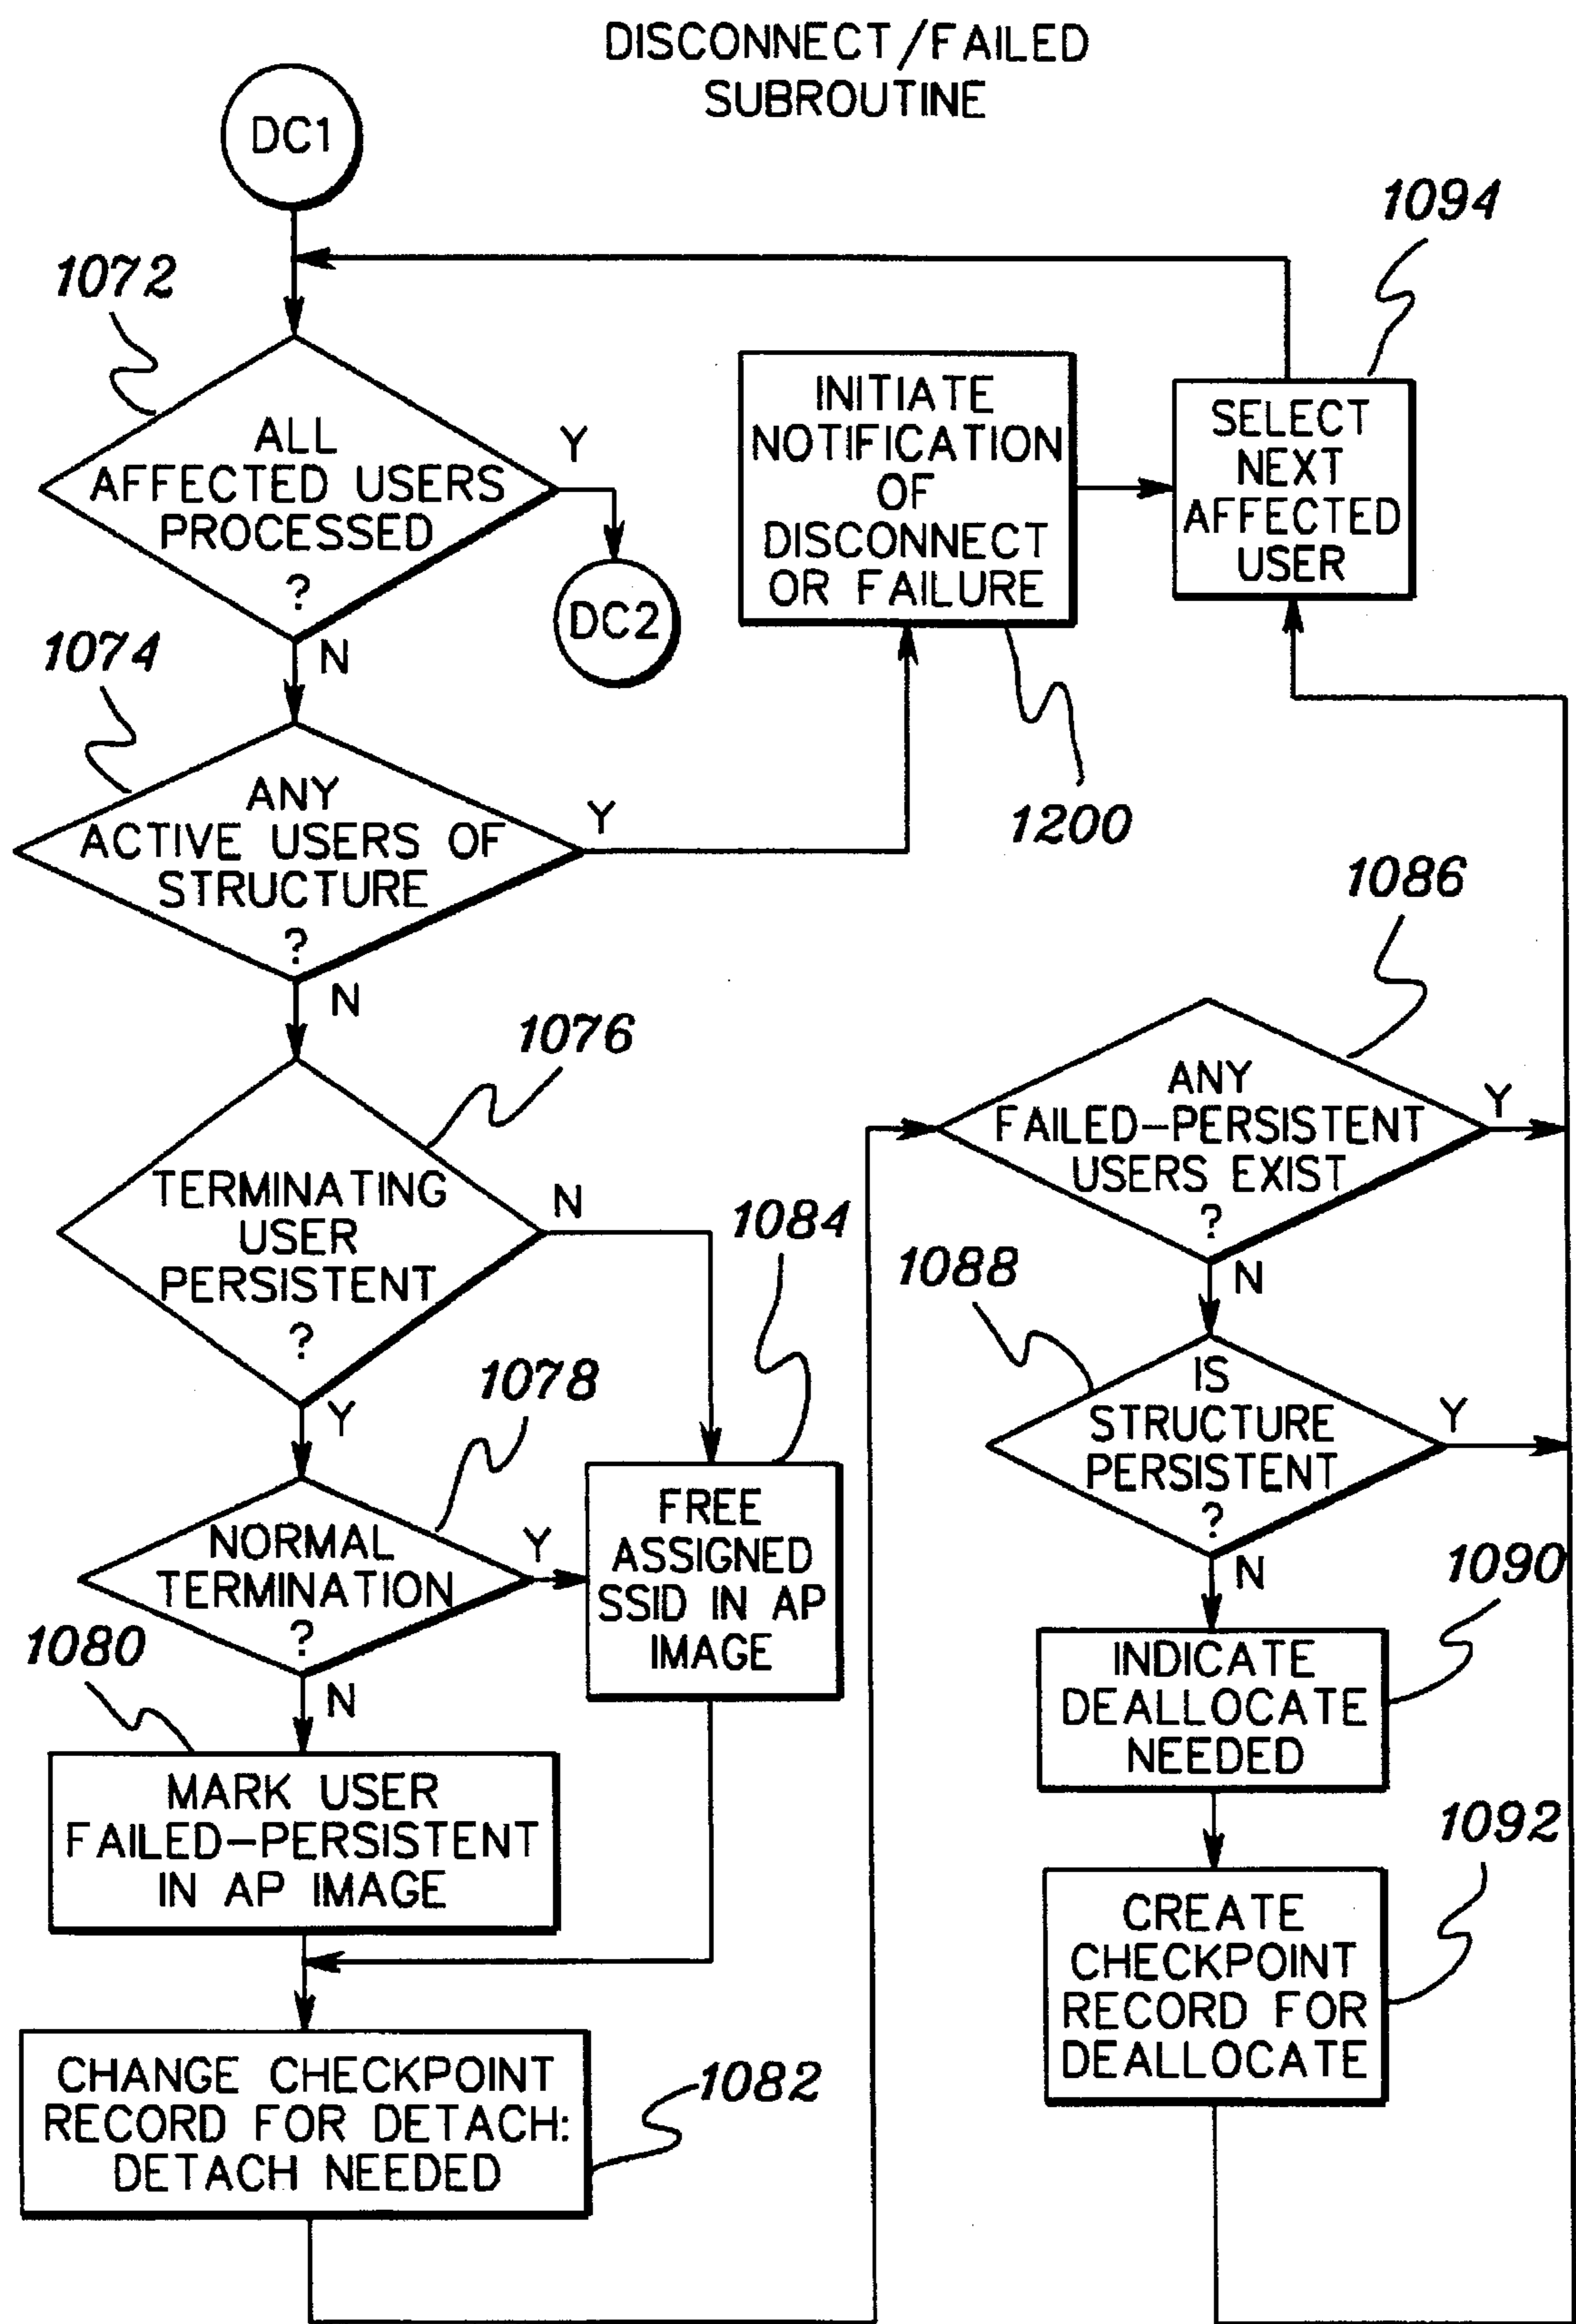 DISCONNECT/FAILED
SUBROUTINE
DC1
1094
1072
ALL
AFFECTED USERS
PROCESSED
?
Y
N
DC2
INITIATE
NOTIFICATION
OF
DISCONNECT
OR FAILURE
SELECT
NEXT
AFFECTED
USER
1074
ANY
ACTIVE USERS OF
STRUCTURE
?
Y
N
1200
1086
1076
TERMINATING
USER
PERSISTENT
?
N
Y
1084
ANY
FAILED-PERSISTENT
USERS EXIST
?
Y
N
1088
IS
STRUCTURE
PERSISTENT
?
Y
N
1078
NORMAL
TERMINATION
?
Y
N
FREE
ASSIGNED
SSID IN AP
IMAGE
1080
MARK USER
FAILED-PERSISTENT
IN AP IMAGE
1090
INDICATE
DEALLOCATE
NEEDED
1092
CREATE
CHECKPOINT
RECORD FOR
DEALLOCATE
CHANGE CHECKPOINT
RECORD FOR DETACH:
DETACH NEEDED
1082